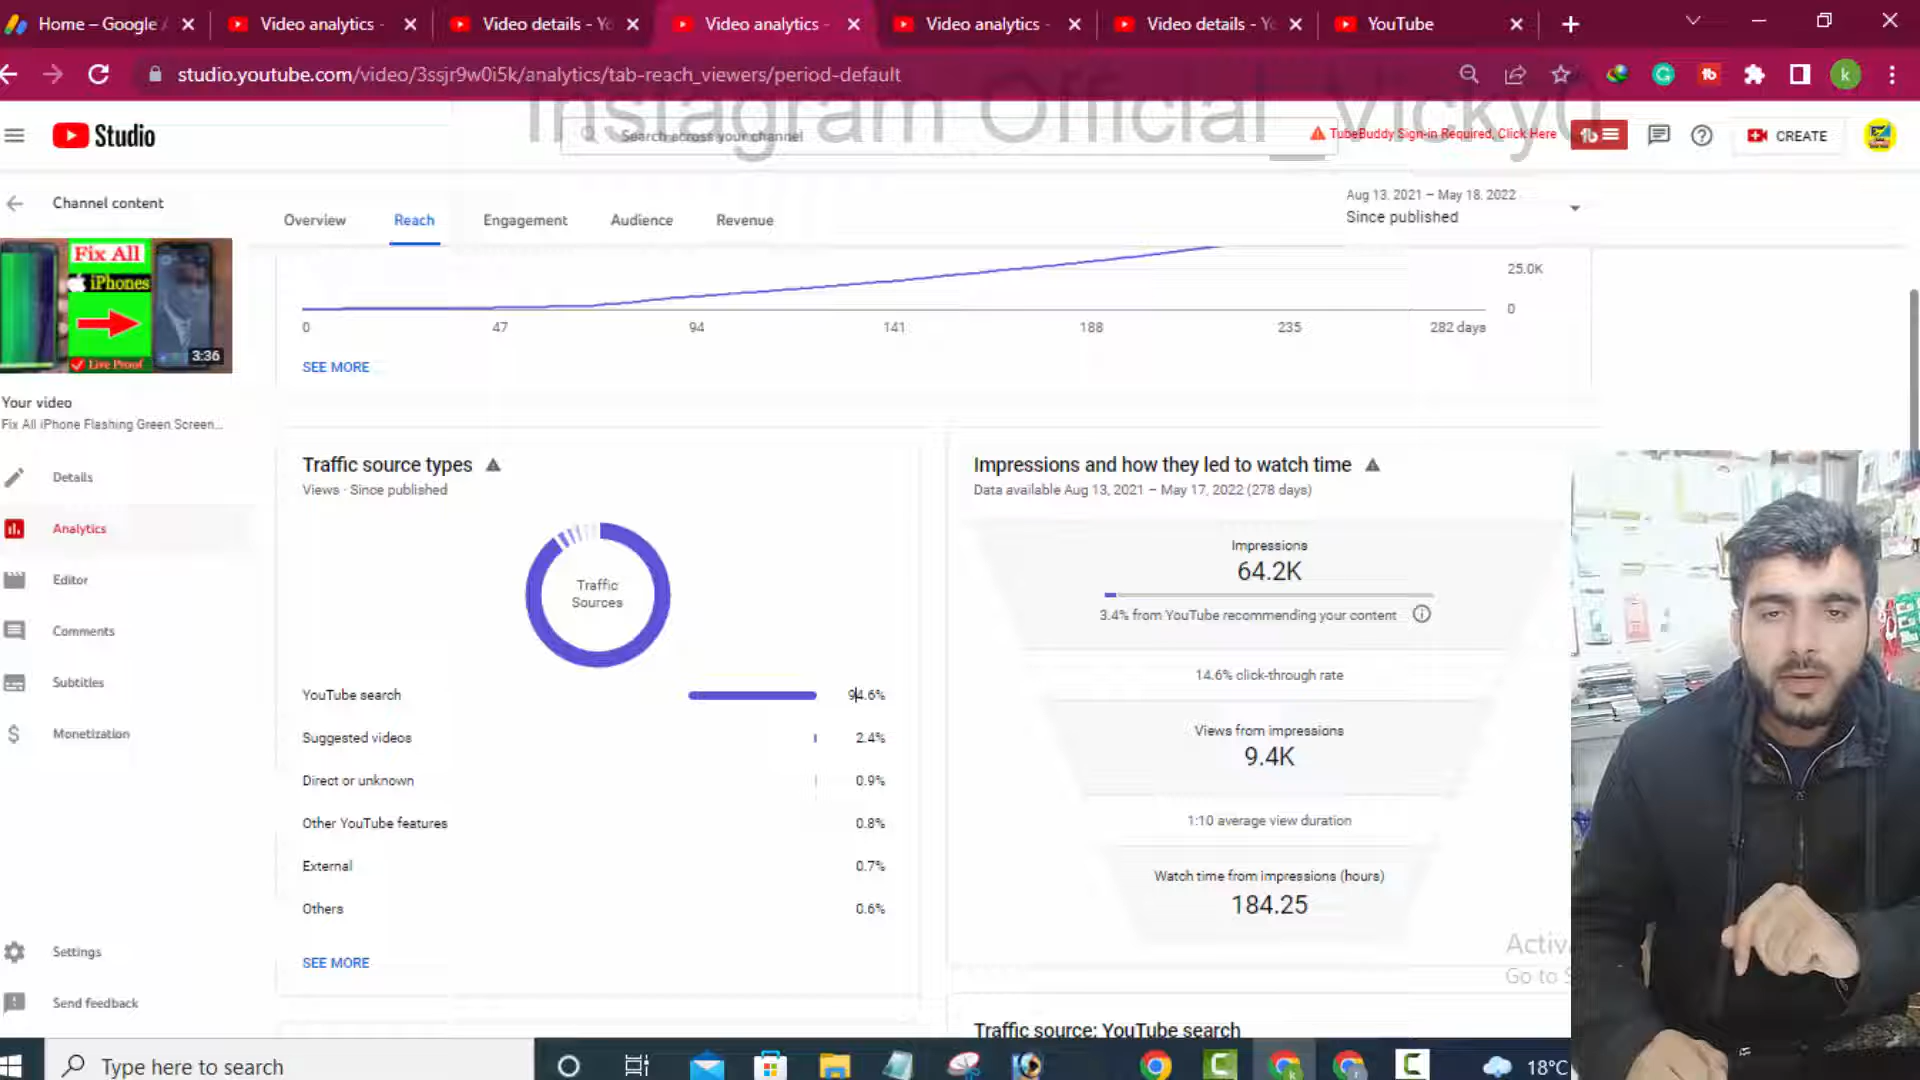 Home – Google A
Video analytics -
Video details - Yo
Video analytics -
Video analytics -
Video details - Yo
YouTube
studio.youtube.com/video/3ssjr9w0i5k/analytics/tab-reach_viewers/period-default
Instagram Official_Vicky0
Studio
Search across your channel
TubeBuddy Sign-in Required, Click Here
CREATE
Channel content
Overview
Reach
Engagement
Audience
Revenue
Aug 13, 2021 – May 18, 2022
Since published
Fix All
iPhones
Live Proof
3:36
25.0K
0
0
47
94
141
188
235
282 days
SEE MORE
Your video
Fix All iPhone Flashing Green Screen...
Details
Analytics
Editor
Comments
Subtitles
Monetization
Settings
Send feedback
Traffic source types
Views · Since published
Traffic
Sources
YouTube search 94.6%
Suggested videos 2.4%
Direct or unknown 0.9%
Other YouTube features 0.8%
External 0.7%
Others 0.6%
SEE MORE
Impressions and how they led to watch time
Data available Aug 13, 2021 – May 17, 2022 (278 days)
Impressions
64.2K
3.4% from YouTube recommending your content
14.6% click-through rate
Views from impressions
9.4K
1:10 average view duration
Watch time from impressions (hours)
184.25
Activ
Go to S
Traffic source: YouTube search
Type here to search
18°C